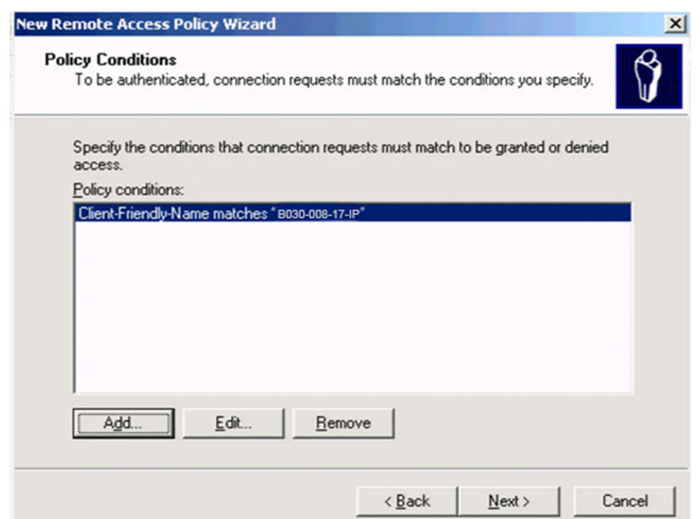 New Remote Access Policy Wizard
Policy Conditions
To be authenticated, connection requests must match the conditions you specify.
Specify the conditions that connection requests must match to be granted or denied
access.
Policy conditions:
Client-Friendly-Name matches "B030-008-17-IP"
Add... Edit... Remove
< Back Next > Cancel